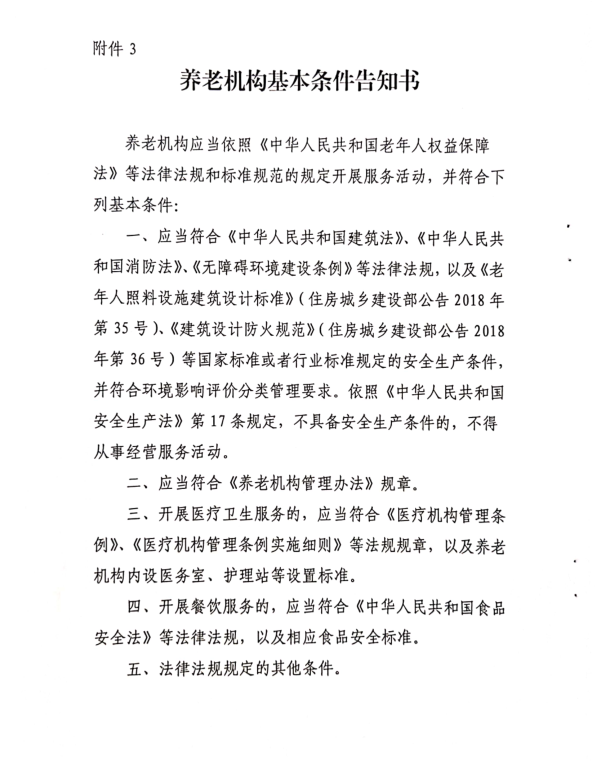 附件 3
养老机构基本条件告知书
养老机构应当依照《中华人民共和国老年人权益保障
法》等法律法规和标准规范的规定开展服务活动，并符合下
列基本条件：
一、应当符合《中华人民共和国建筑法》、《中华人民共
和国消防法》、《无障碍环境建设条例》等法律法规，以及《老
年人照料设施建筑设计标准》（住房城乡建设部公告 2018 年
第 35 号）、《建筑设计防火规范》（住房城乡建设部公告 2018
年第 36 号）等国家标准或者行业标准规定的安全生产条件，
并符合环境影响评价分类管理要求。依照《中华人民共和国
安全生产法》第 17 条规定，不具备安全生产条件的，不得
从事经营服务活动。
二、应当符合《养老机构管理办法》规章。
三、开展医疗卫生服务的，应当符合《医疗机构管理条
例》、《医疗机构管理条例实施细则》等法规规章，以及养老
机构内设医务室、护理站等设置标准。
四、开展餐饮服务的，应当符合《中华人民共和国食品
安全法》等法律法规，以及相应食品安全标准。
五、法律法规规定的其他条件。